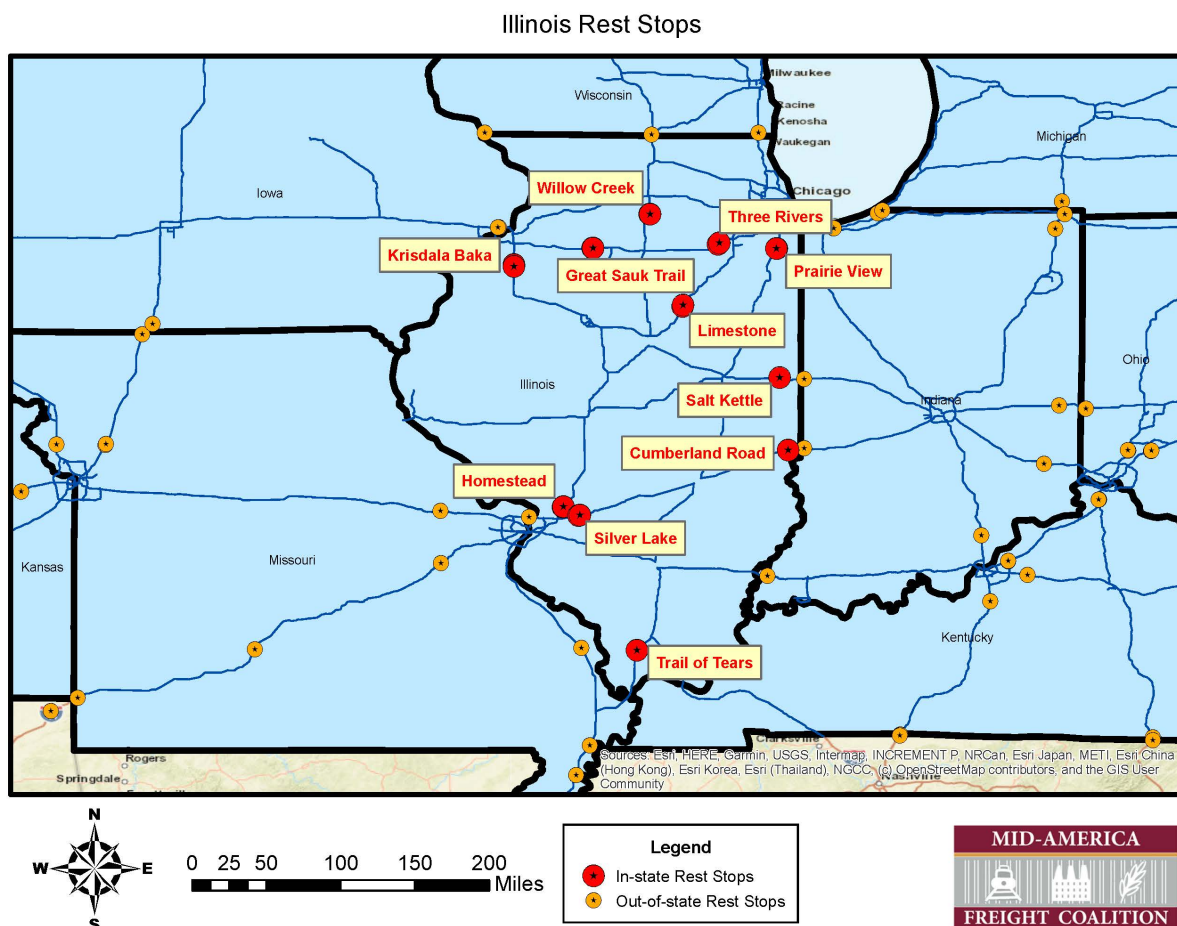 Illinois Rest Stops
Milwaukee
Wisconsin
Racine
Kenosha
Michigan
Waukegan
Willow Creek
Iowa
Chicago
Three Rivers
Krisdala Baka
Great Sauk Trail
Prairie View
Limestone
Ohio
Illinois
Salt Kettle
Indiana
Cumberland Road
Homestead
Silver Lake
Kansas
Missouri
Kentucky
Trail of Tears
Clarksville
Sources: Esri, HERE, Garmin, USGS, Intermap, INCREMENT P, NRCan, Esri Japan, METI, Esri China
(Hong Kong), Esri Korea, Esri (Thailand), NGCC, (c) OpenStreetMap contributors, and the GIS User
Community
Rogers
Springdale
Nashville
N
W E
S
0 25 50 100 150 200
Miles
Legend
In-state Rest Stops
Out-of-state Rest Stops
MID-AMERICA
FREIGHT COALITION